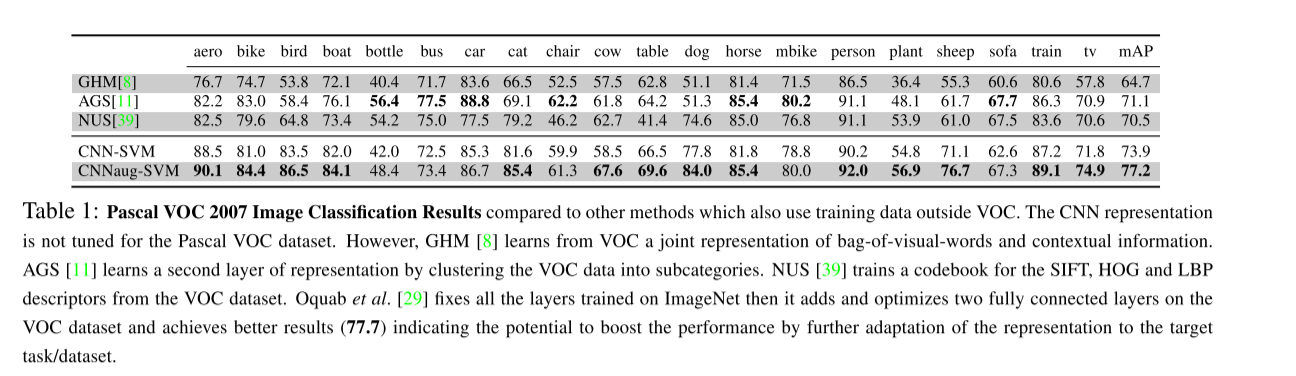 aero bike bird boat bottle bus car cat chair cow table dog horse mbike person plant sheep sofa train tv mAP
GHM[8] 76.7 74.7 53.8 72.1 40.4 71.7 83.6 66.5 52.5 57.5 62.8 51.1 81.4 71.5 86.5 36.4 55.3 60.6 80.6 57.8 64.7
AGS[11] 82.2 83.0 58.4 76.1 56.4 77.5 88.8 69.1 62.2 61.8 64.2 51.3 85.4 80.2 91.1 48.1 61.7 67.7 86.3 70.9 71.1
NUS[39] 82.5 79.6 64.8 73.4 54.2 75.0 77.5 79.2 46.2 62.7 41.4 74.6 85.0 76.8 91.1 53.9 61.0 67.5 83.6 70.6 70.5
CNN-SVM 88.5 81.0 83.5 82.0 42.0 72.5 85.3 81.6 59.9 58.5 66.5 77.8 81.8 78.8 90.2 54.8 71.1 62.6 87.2 71.8 73.9
CNNaug-SVM 90.1 84.4 86.5 84.1 48.4 73.4 86.7 85.4 61.3 67.6 69.6 84.0 85.4 80.0 92.0 56.9 76.7 67.3 89.1 74.9 77.2
Table 1: Pascal VOC 2007 Image Classification Results compared to other methods which also use training data outside VOC. The CNN representation
is not tuned for the Pascal VOC dataset. However, GHM [8] learns from VOC a joint representation of bag-of-visual-words and contextual information.
AGS [11] learns a second layer of representation by clustering the VOC data into subcategories. NUS [39] trains a codebook for the SIFT, HOG and LBP
descriptors from the VOC dataset. Oquab et al. [29] fixes all the layers trained on ImageNet then it adds and optimizes two fully connected layers on the
VOC dataset and achieves better results (77.7) indicating the potential to boost the performance by further adaptation of the representation to the target
task/dataset.